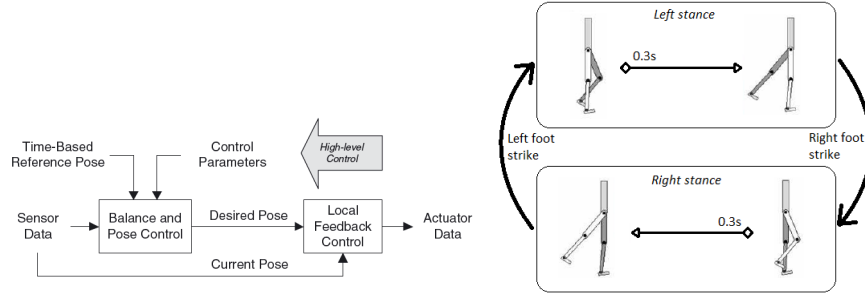 Time-Based
Reference Pose
Control
Parameters
High-level
Control
Sensor
Data
Balance and
Pose Control
Desired Pose
Local
Feedback
Control
Actuator
Data
Current Pose
Left stance
0.3s
Left foot
strike
Right foot
strike
Right stance
0.3s